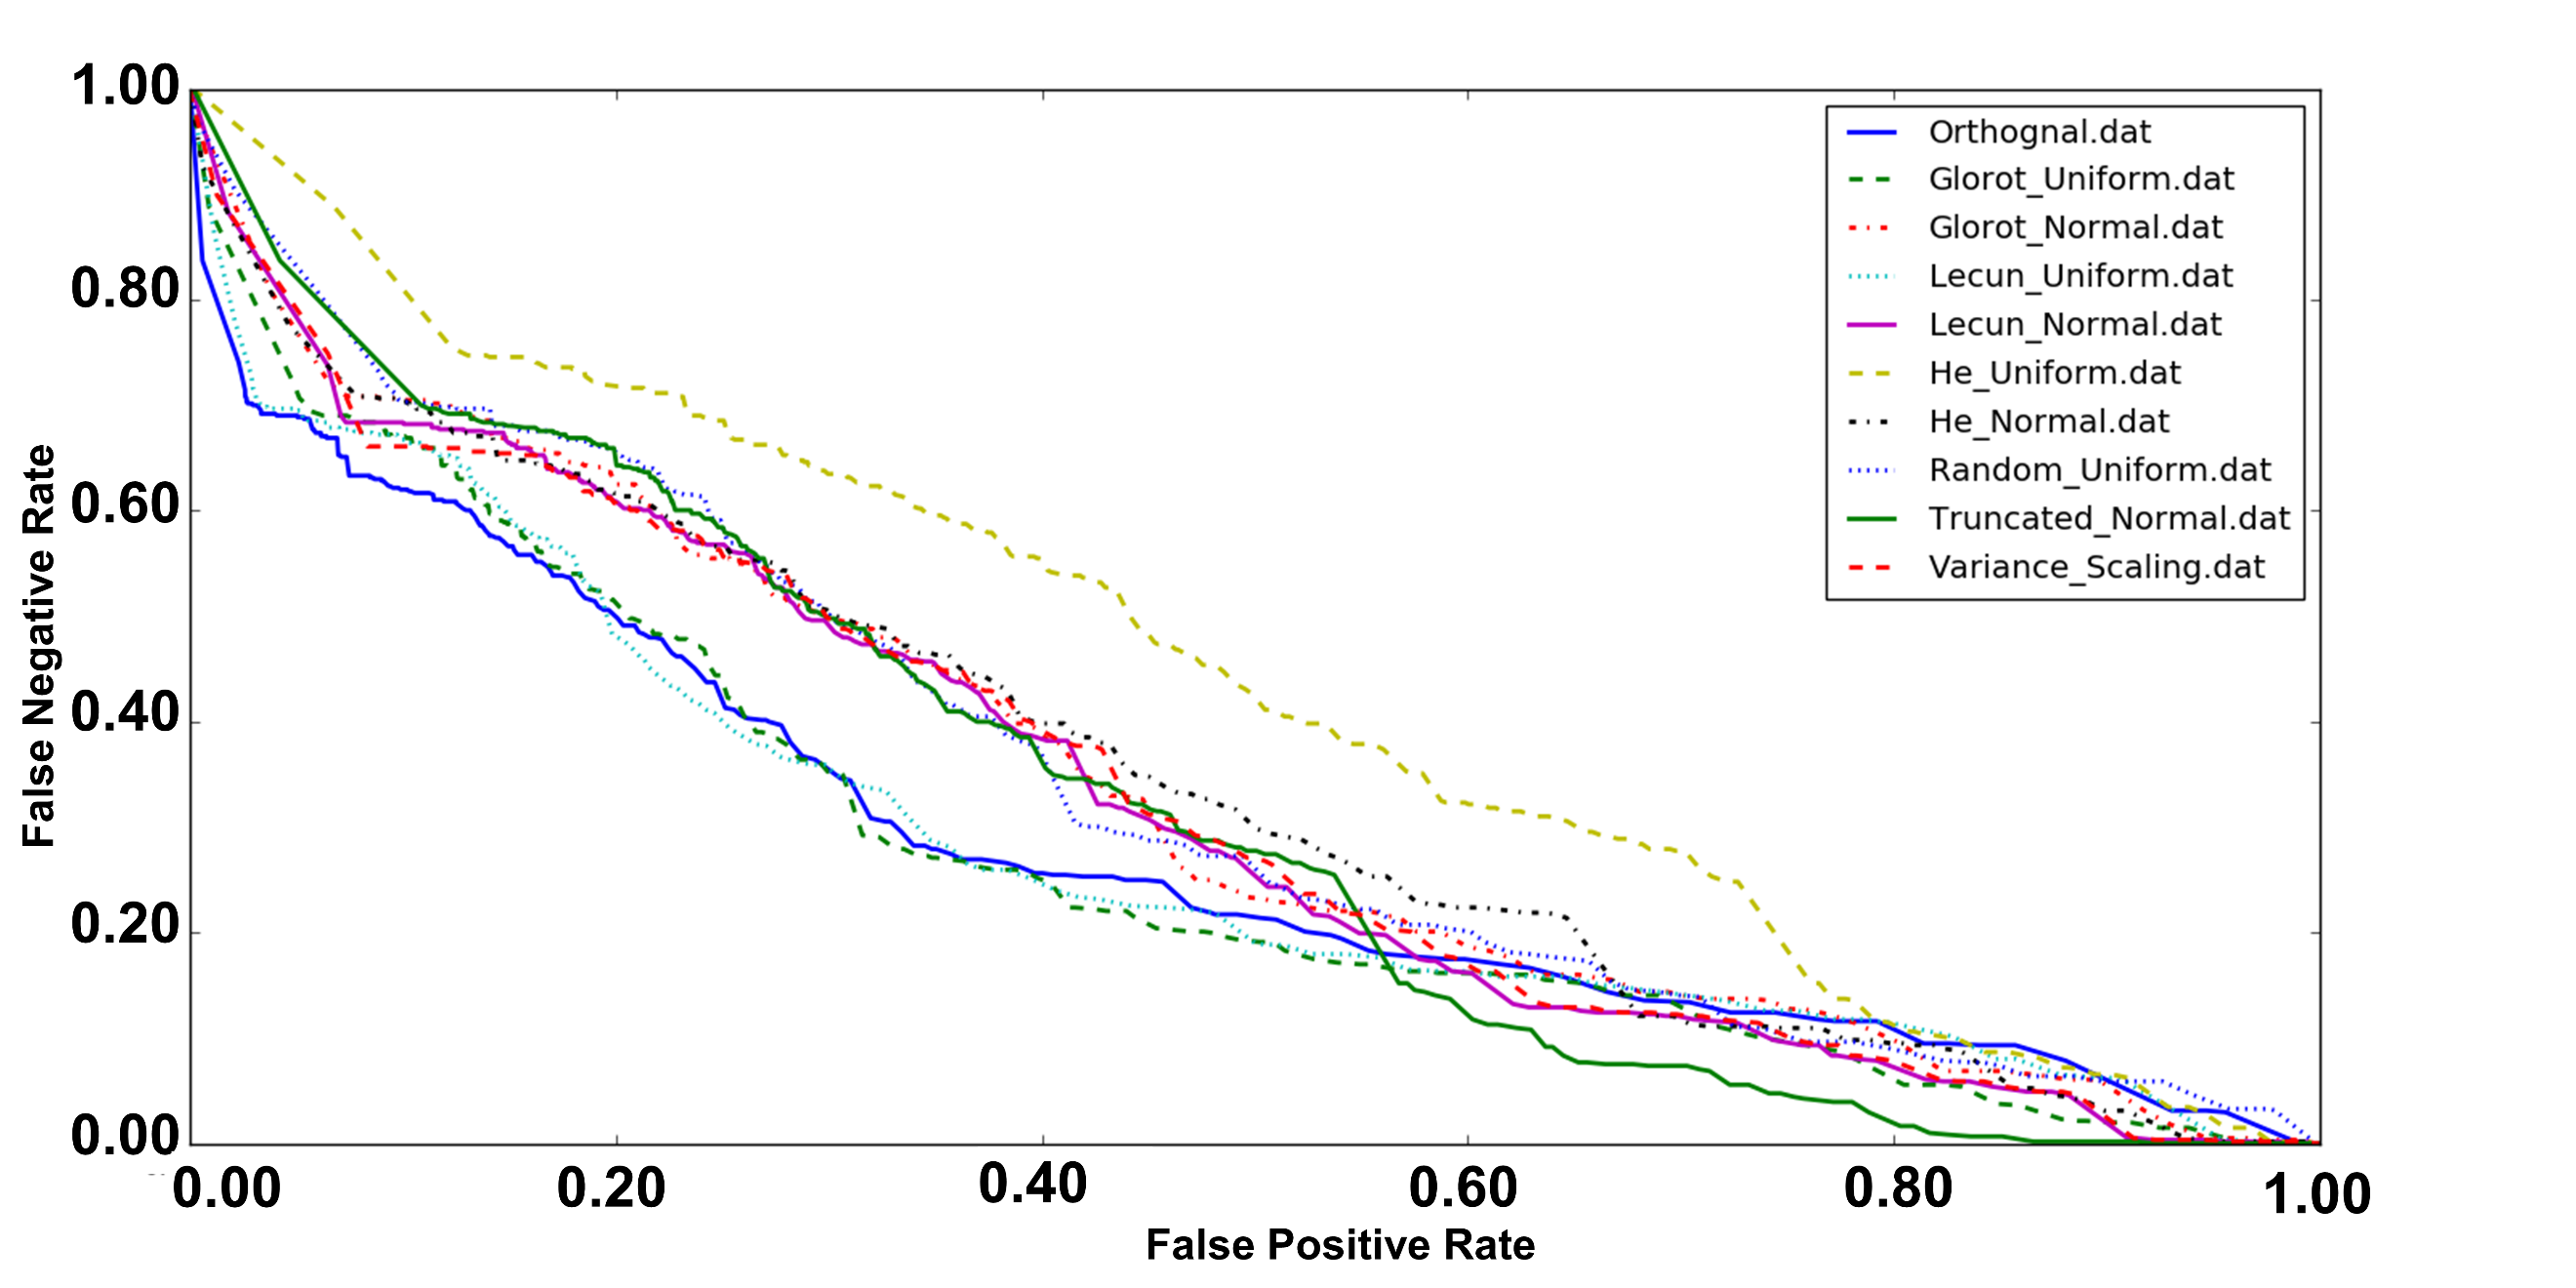 1.00
0.80
0.60
0.40
0.20
0.00
False Negative Rate
Orthognal.dat
Glorot_Uniform.dat
Glorot_Normal.dat
Lecun_Uniform.dat
Lecun_Normal.dat
He_Uniform.dat
He_Normal.dat
Random_Uniform.dat
Truncated_Normal.dat
Variance_Scaling.dat
0.00 0.20 0.40 0.60 0.80 1.00
False Positive Rate